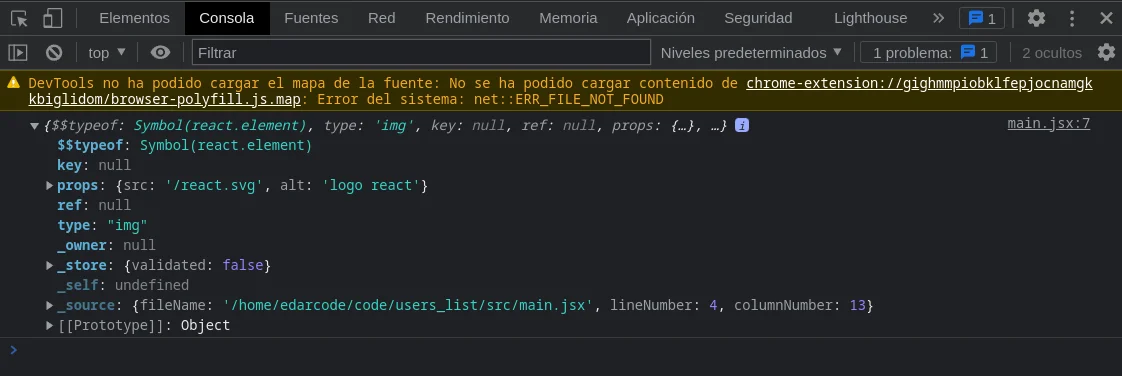 Elementos Consola Fuentes Red Rendimiento Memoria Aplicación Seguridad Lighthouse » 1
top ▼ Filtrar Niveles predeterminados ▼ 1 problema: 1 2 ocultos
DevTools no ha podido cargar el mapa de la fuente: No se ha podido cargar contenido de chrome-extension://gighmmpiobklfepjocnamgk
kbiglidom/browser-polyfill.js.map: Error del sistema: net::ERR_FILE_NOT_FOUND
▼{$$typeof: Symbol(react.element), type: 'img', key: null, ref: null, props: {…}, …} i main.jsx:7
$$typeof: Symbol(react.element)
key: null
▶props: {src: '/react.svg', alt: 'logo react'}
ref: null
type: "img"
_owner: null
▶_store: {validated: false}
_self: undefined
▶_source: {fileName: '/home/edarcode/code/users_list/src/main.jsx', lineNumber: 4, columnNumber: 13}
▶[[Prototype]]: Object
>